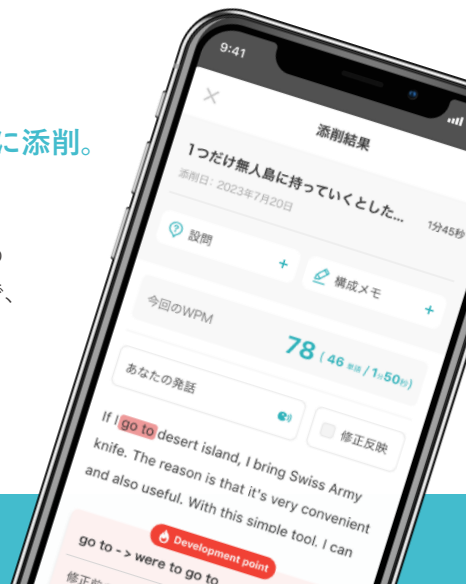 に添削。
9:41
添削結果
1つだけ無人島に持っていくとした... 1分45秒
添削日：2023年7月20日
設問 +
構成メモ +
今回のWPM
78 ( 46 単語 / 1分50秒)
あなたの発話
修正反映
If I go to desert island, I bring Swiss Army
knife. The reason is that it's very convenient
and also useful. With this simple tool. I can
Development point
go to - > were to go to